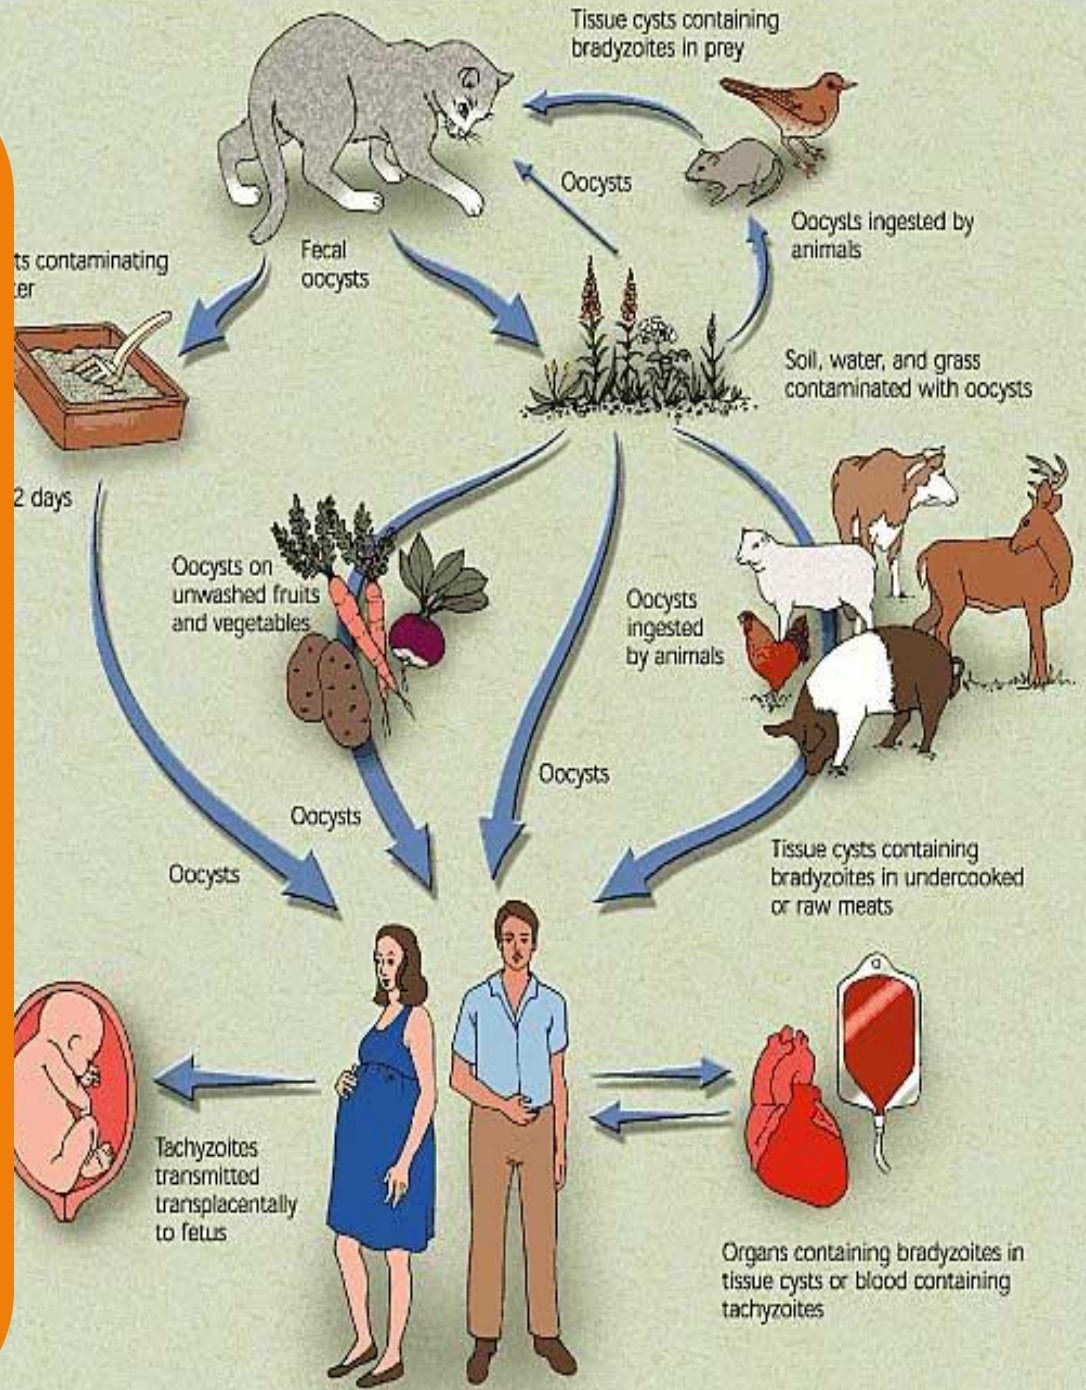 Tissue cysts containing
bradyzoites in prey
Oocysts
Oocysts ingested by
animals
Fecal
oocysts
contaminating
Soil, water, and grass
contaminated with oocysts
2 days
Oocysts on
unwashed fruits
and vegetables
Oocysts
ingested
by animals
Oocysts
Oocysts
Oocysts
Tissue cysts containing
bradyzoites in undercooked
or raw meats
Tachyzoites
transmitted
transplacentally
to fetus
Organs containing bradyzoites in
tissue cysts or blood containing
tachyzoites